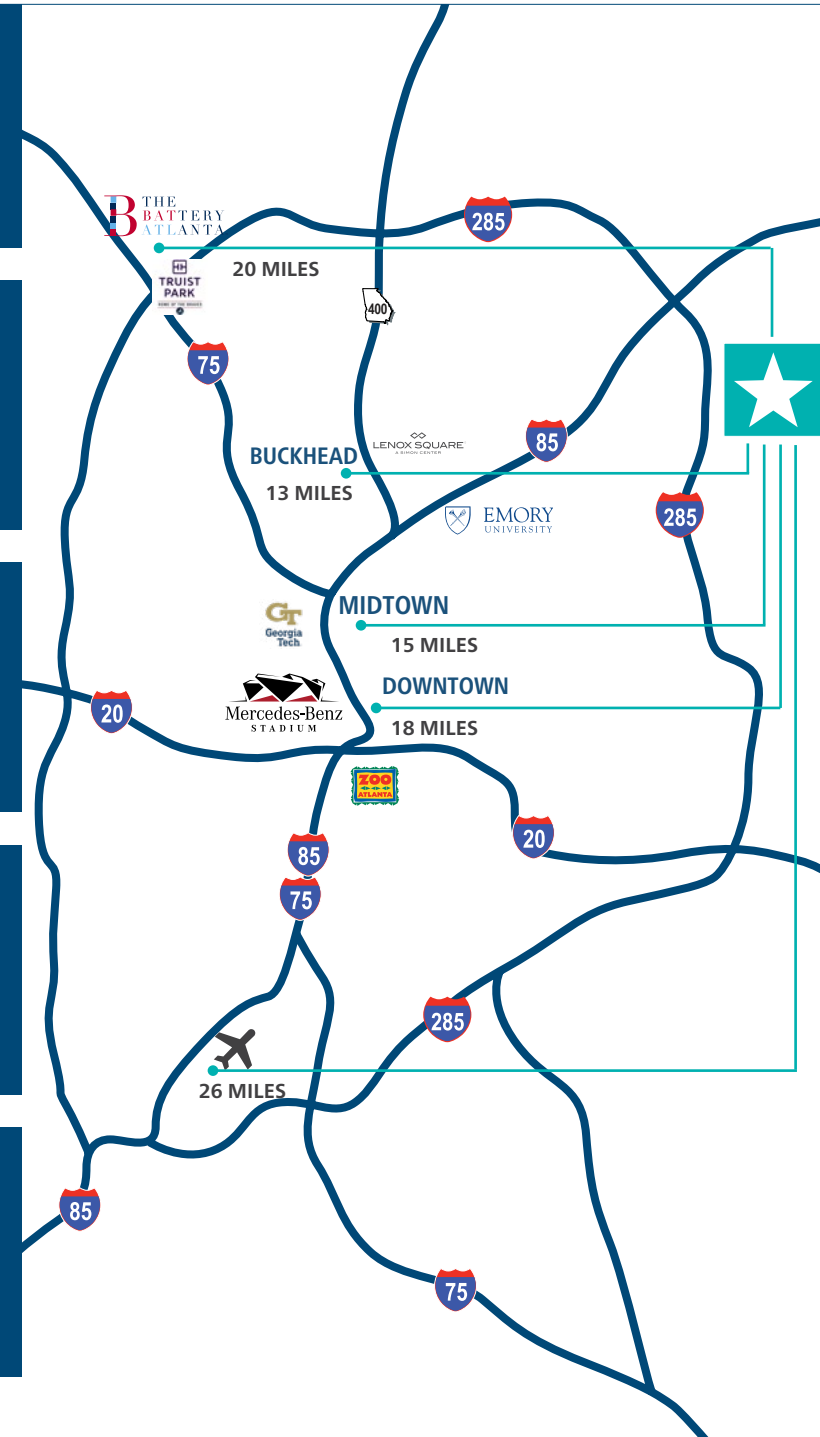 THE
BATTERY
ATLANTA
285
20 MILES
TRUIST
PARK
400
75
LENOX SQUARE
A SIMON CENTER
85
BUCKHEAD
13 MILES
EMORY
UNIVERSITY
285
MIDTOWN
GT
Georgia
Tech
15 MILES
DOWNTOWN
20
Mercedes-Benz
STADIUM
18 MILES
ZOO
ATLANTA
20
85
75
285
26 MILES
85
75